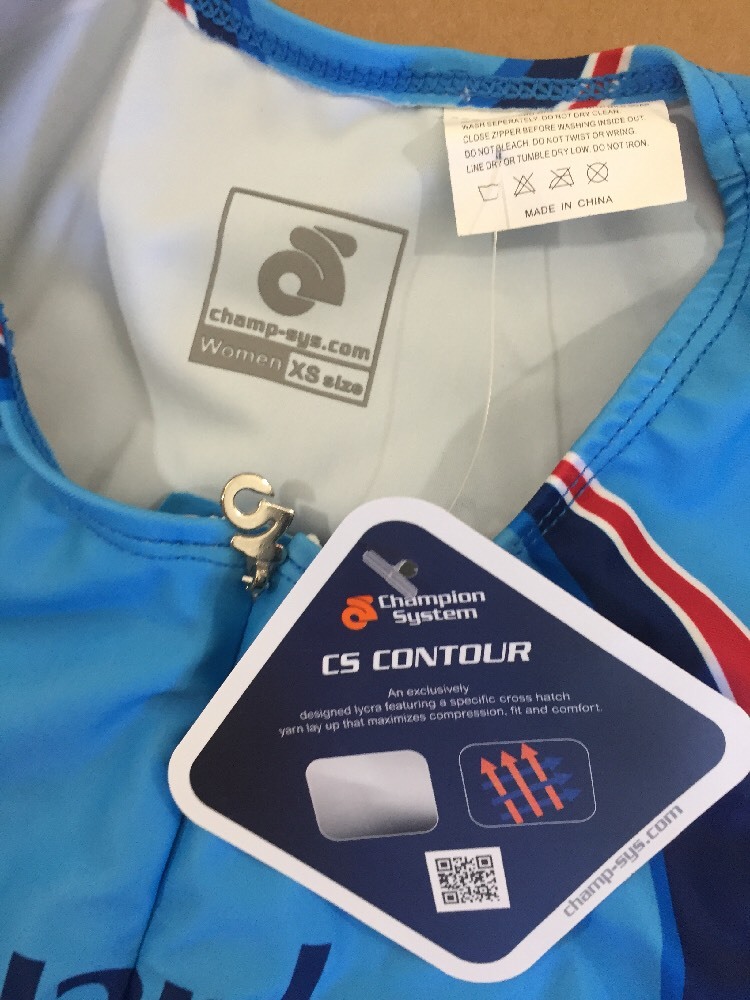 WASH SEPERATELY. DO NOT DRY CLEAN.
CLOSE ZIPPER BEFORE WASHING INSIDE OUT.
DO NOT BLEACH. DO NOT TWIST OR WRING.
LINE DRY OR TUMBLE DRY LOW. DO NOT IRON.
MADE IN CHINA
champ-sys.com
Women XS size
Champion
System
CS CONTOUR
An exclusively
designed lycra featuring a specific cross hatch
yarn lay up that maximizes compression, fit and comfort.
champ-sys.com